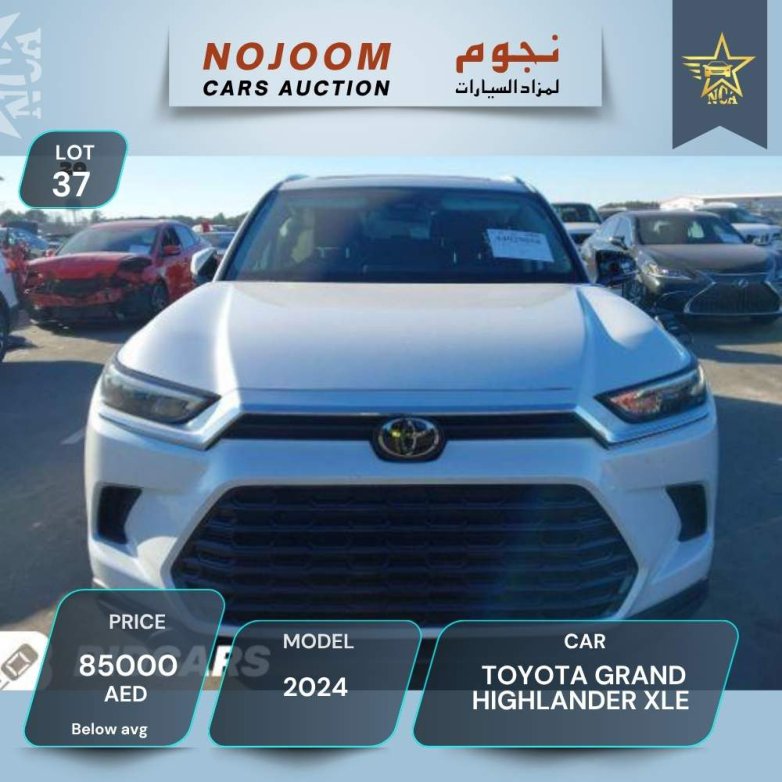 NCA
NOJOOM
CARS AUCTION
نجوم
لمزاد السيارات
NCA
LOT
37
PRICE
85000
AED
Below avg
MODEL
2024
CAR
TOYOTA GRAND
HIGHLANDER XLE